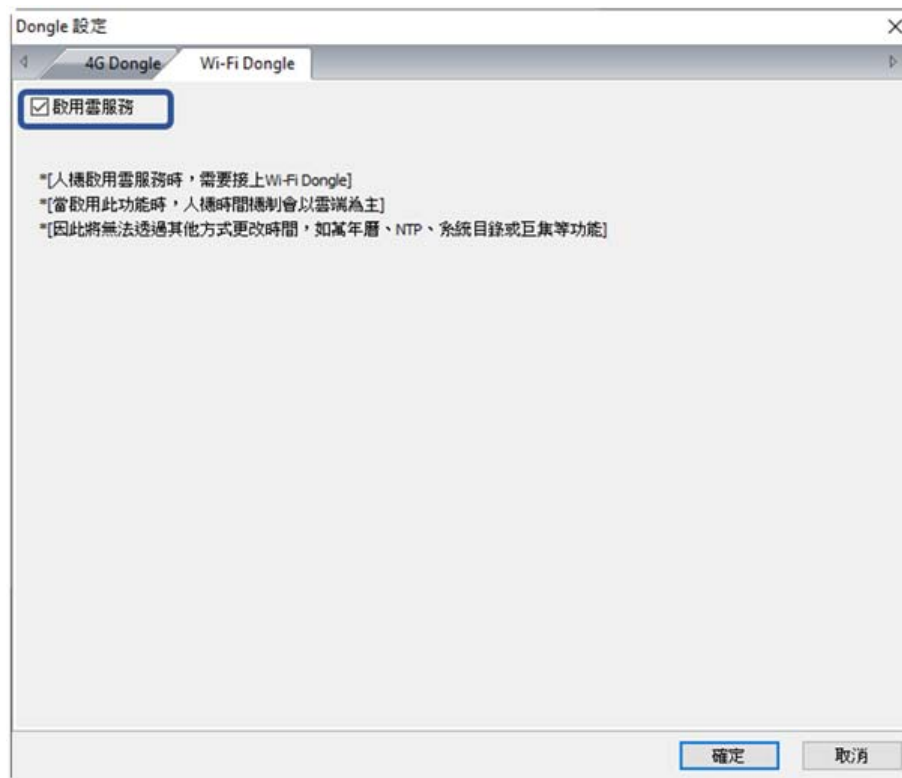 Dongle 設定
4G Dongle
Wi-Fi Dongle
啟用雲服務
*[人機啟用雲服務時，需要接上Wi-Fi Dongle]
*[當啟用此功能時，人機時間機制會以雲端為主]
*[因此將無法透過其他方式更改時間，如萬年曆、NTP、系統目錄或巨集等功能]
確定
取消